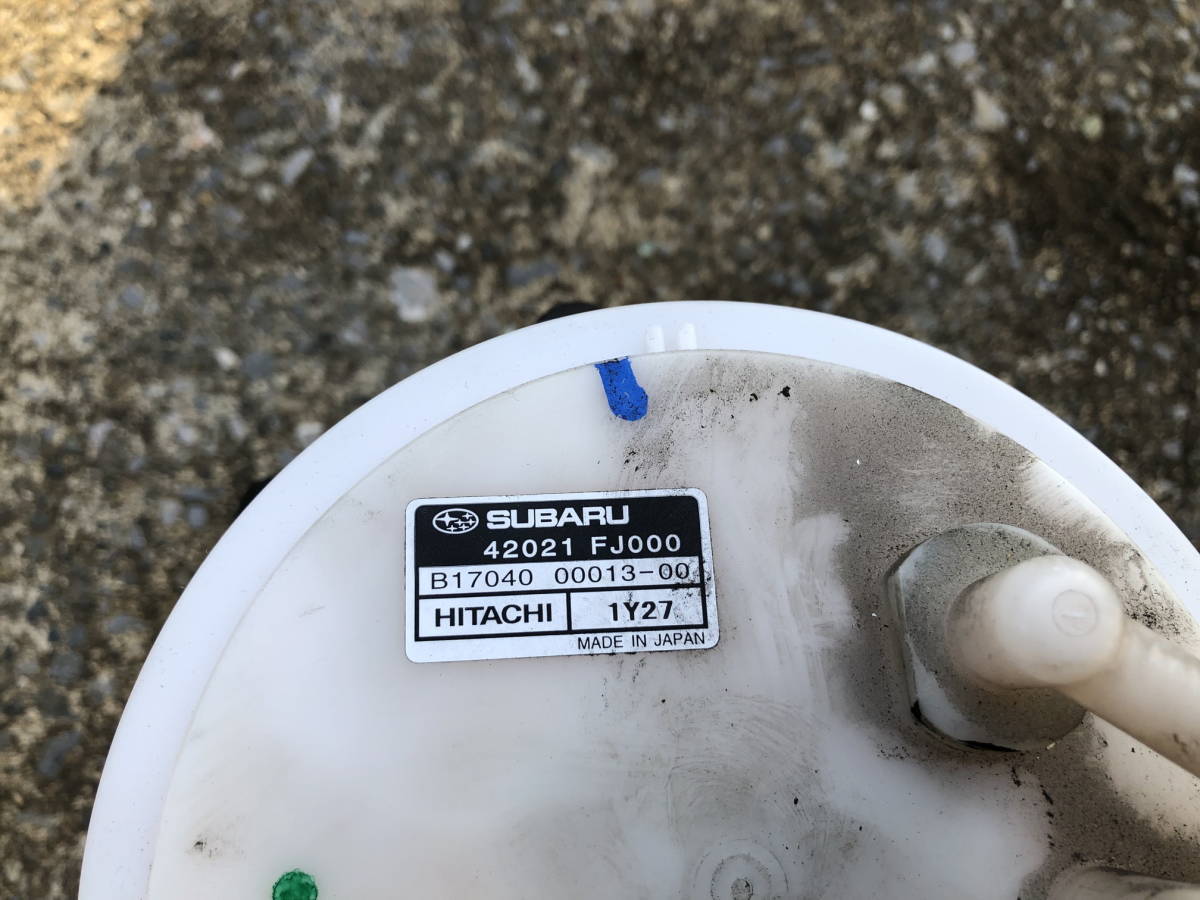 SUBARU
42021 FJ000
B17040 00013-00
HITACHI 1Y27
MADE IN JAPAN